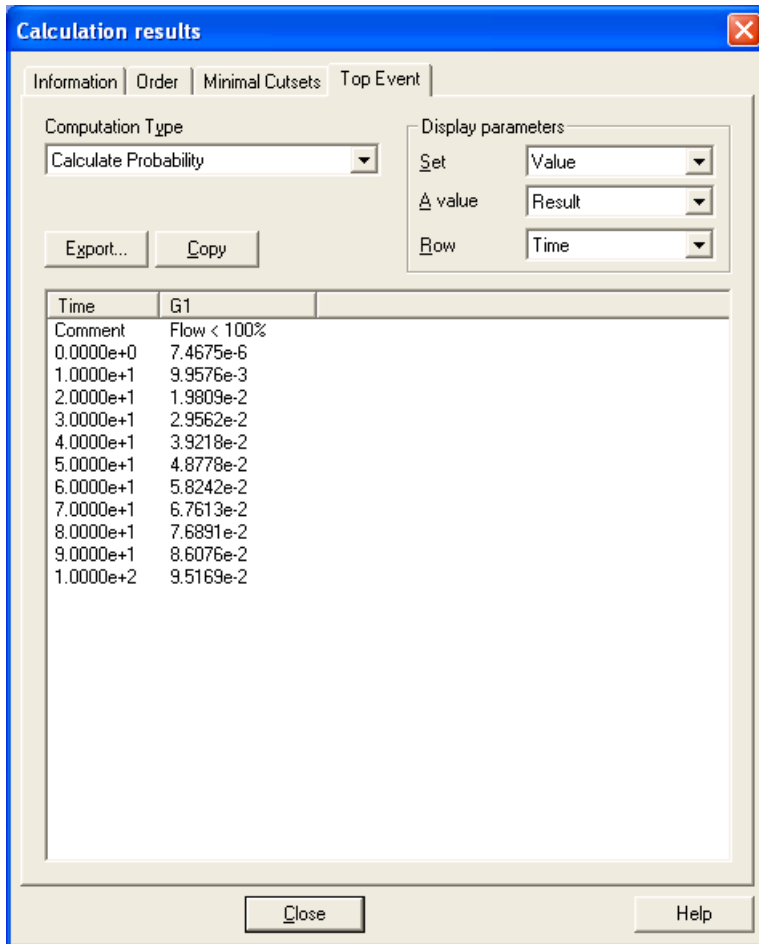 Calculation results
Information Order Minimal Cutsets Top Event
Computation Type
Calculate Probability
Display parameters
Set Value
A value Result
Row Time
Export... Copy
Time G1
Comment Flow < 100%
0.0000e+0 7.4675e-6
1.0000e+1 9.9576e-3
2.0000e+1 1.9809e-2
3.0000e+1 2.9562e-2
4.0000e+1 3.9218e-2
5.0000e+1 4.8778e-2
6.0000e+1 5.8242e-2
7.0000e+1 6.7613e-2
8.0000e+1 7.6891e-2
9.0000e+1 8.6076e-2
1.0000e+2 9.5169e-2
Close Help